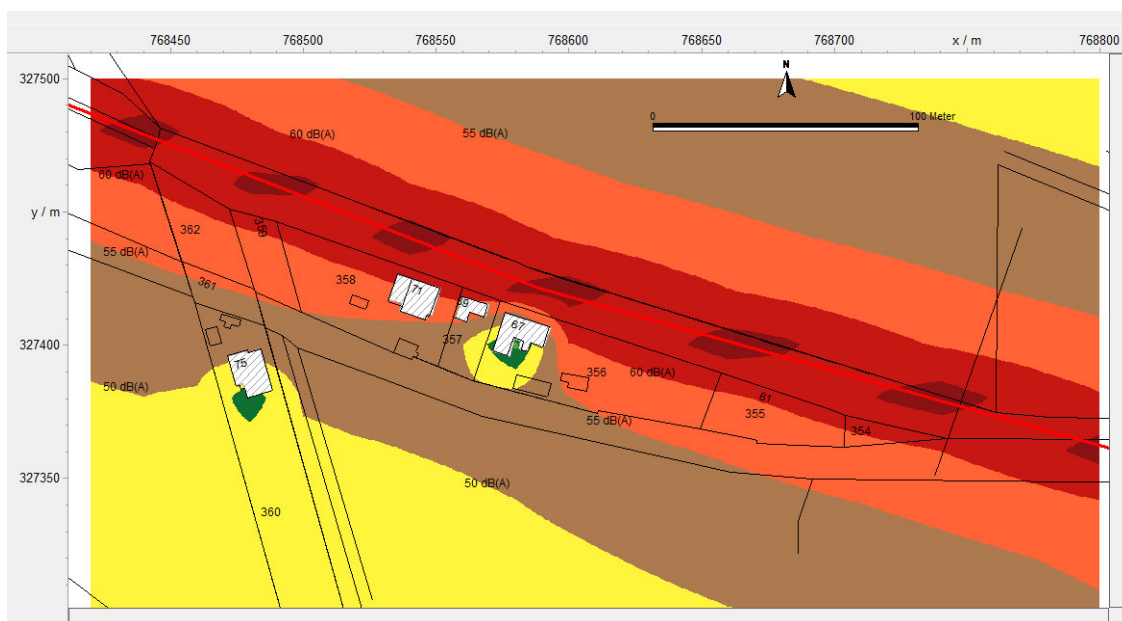 768450 768500 768550 768600 768650 768700 x / m 768800
327500
N
0 100 Meter
60 dB(A) 55 dB(A)
60 dB(A)
y / m
362 359
55 dB(A)
361 358 71
69
67
327400
357
75
50 dB(A)
356 60 dB(A)
61
355
354
55 dB(A)
327350
50 dB(A)
360